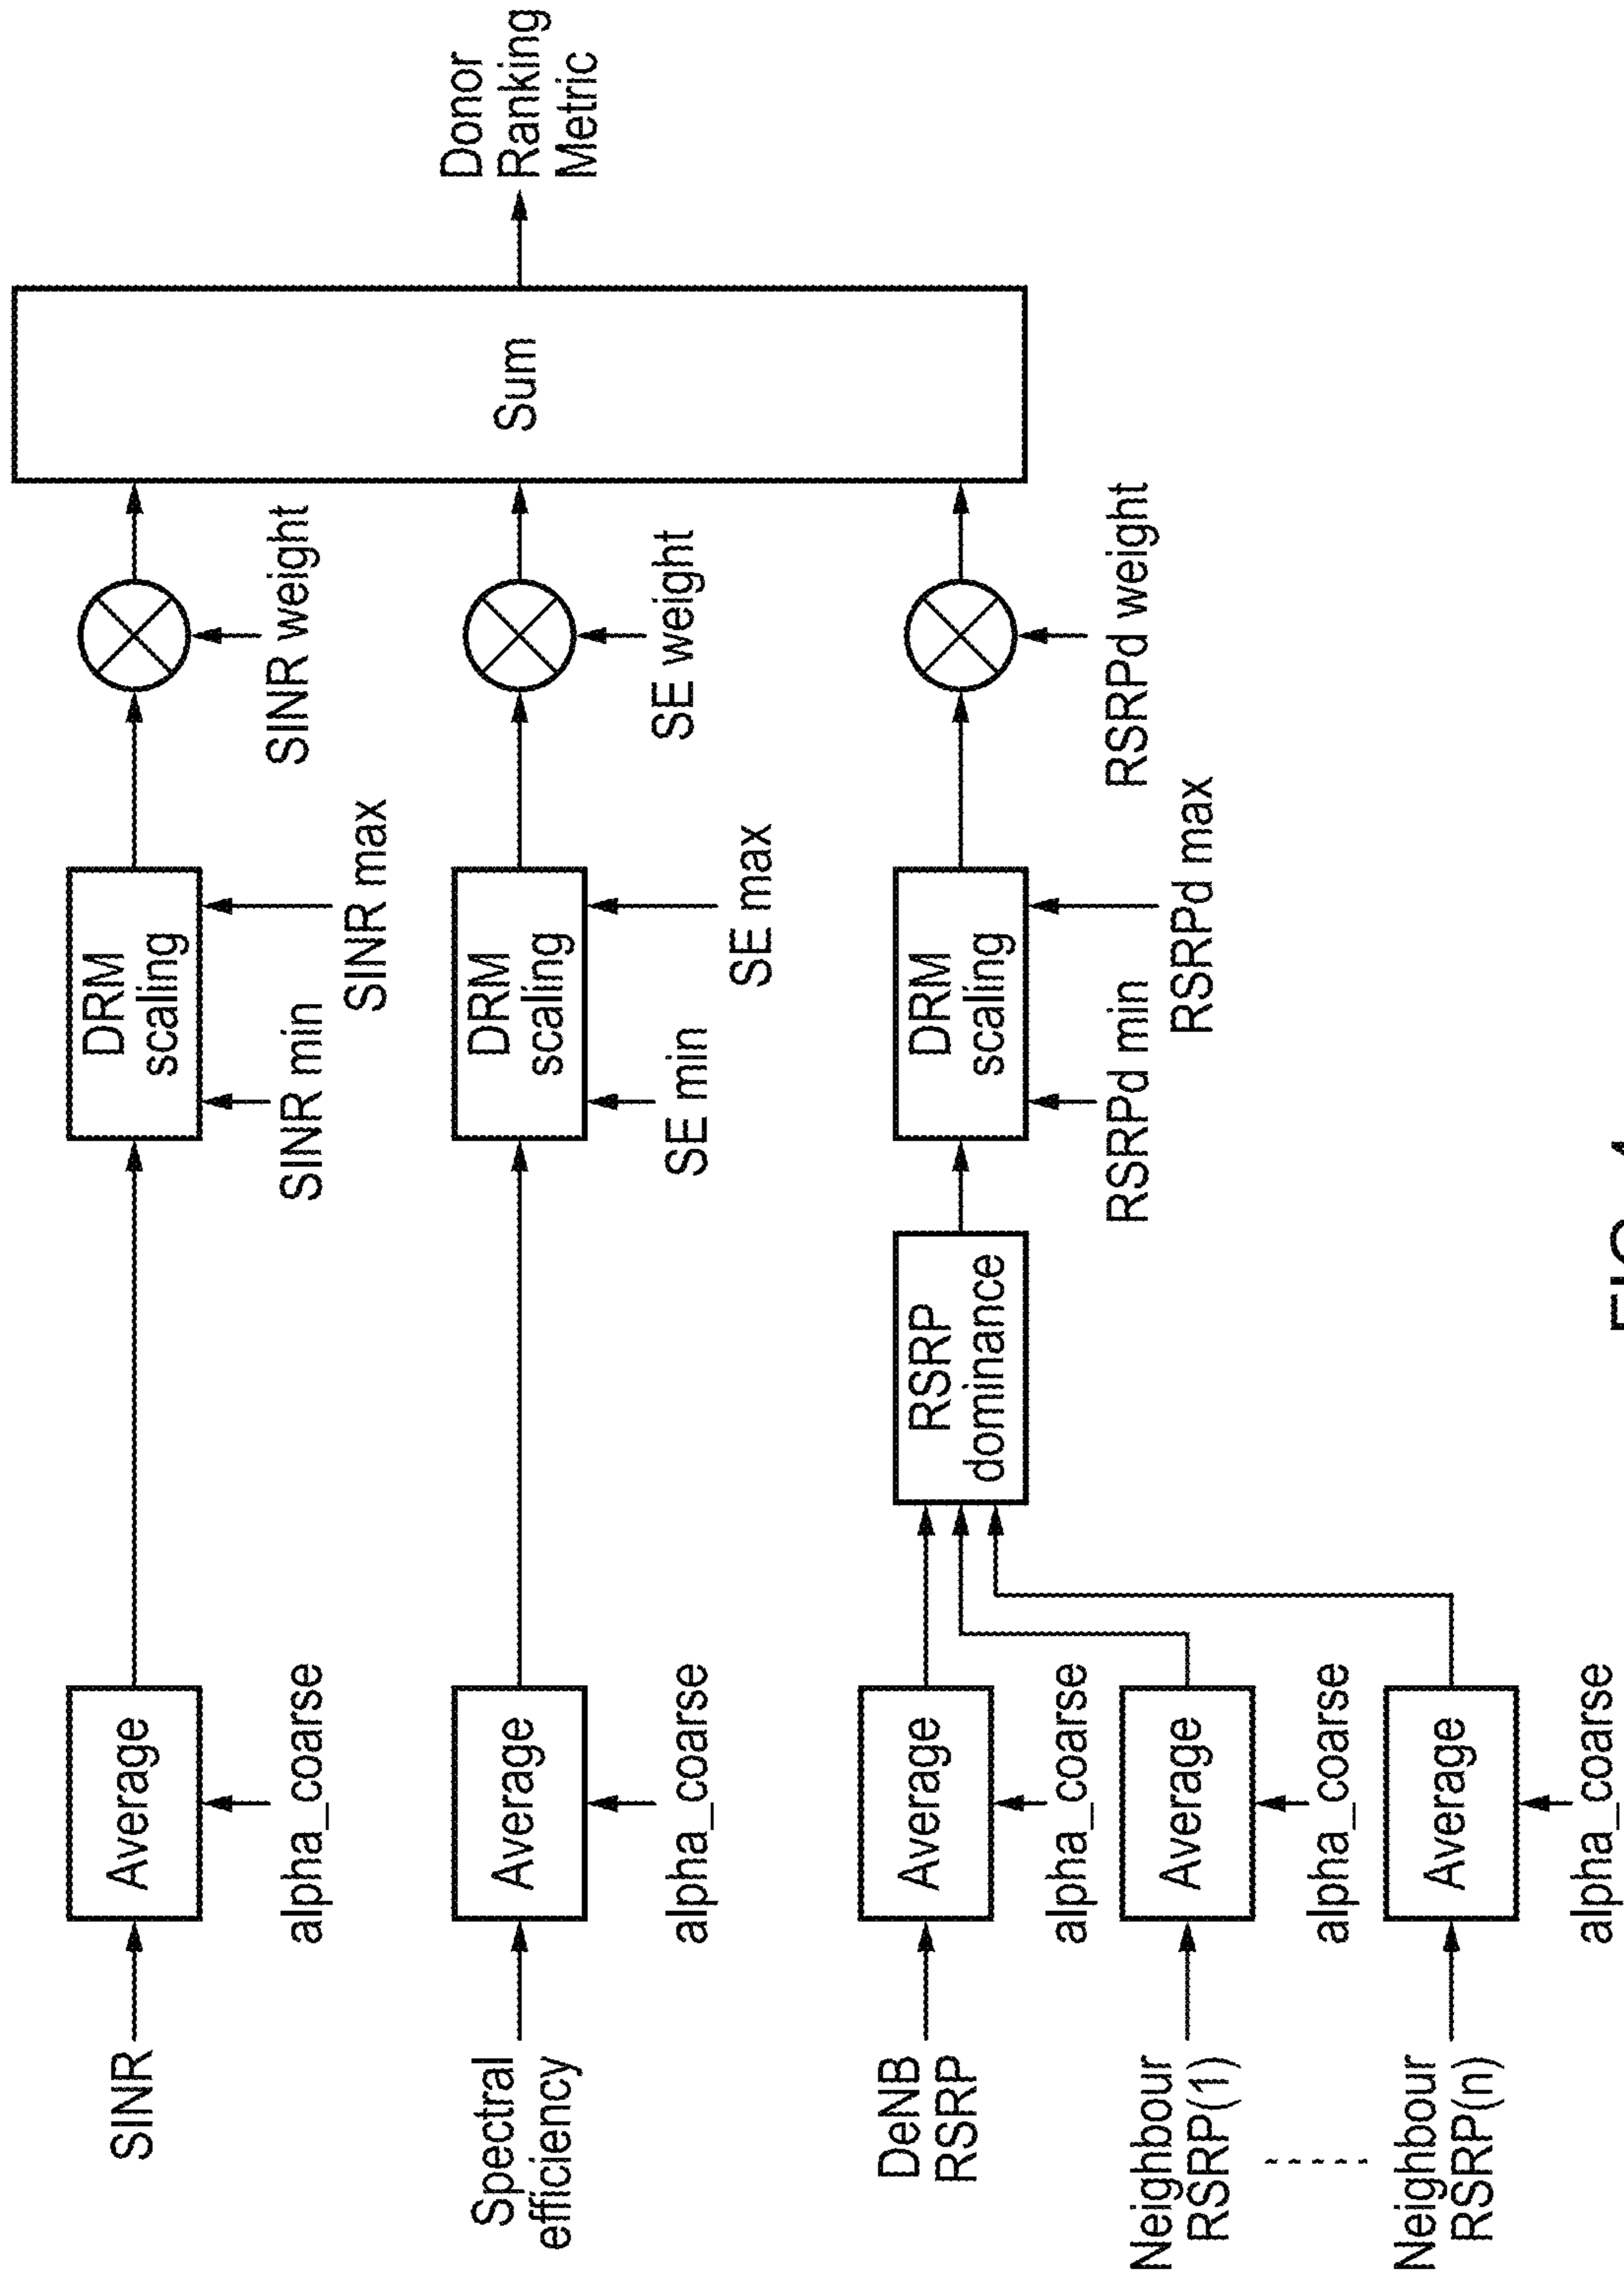 SINR
Average
alpha_coarse
DRM
scaling
SINR min
SINR max
SINR weight
Spectral
efficiency
Average
alpha_coarse
DRM
scaling
SE min
SE max
SE weight
Sum
Donor
Ranking
Metric
DeNB
RSRP
Average
alpha_coarse
Neighbour
RSRP(1)
Average
alpha_coarse
Neighbour
RSRP(n)
Average
alpha_coarse
RSRP
dominance
DRM
scaling
RSRPd min
RSRPd max
RSRPd weight